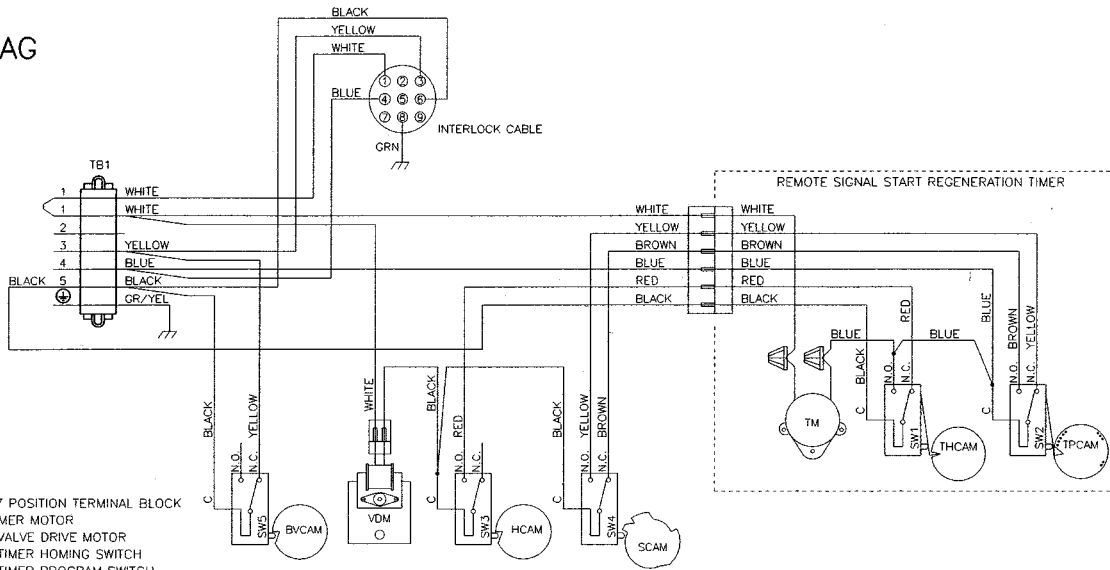 AG
BLACK
YELLOW
WHITE
BLUE
1 2 3
4 5 6
7 8 9
INTERLOCK CABLE
GRN
TB1
1 WHITE
1 WHITE
2
3 YELLOW
4 BLUE
BLACK 5 BLACK
GR/YEL
REMOTE SIGNAL START REGENERATION TIMER
WHITE WHITE
YELLOW YELLOW
BROWN BROWN
BLUE BLUE
RED RED
BLACK BLACK
BLUE
BLACK
N.O.
N.C.
RED
BLUE
BLUE
BROWN
YELLOW
N.O.
N.C.
C
SW1
THCAM
C
SW2
TPCAM
TM
BLACK
C
N.O.
N.C.
YELLOW
SW5
BVCAM
WHITE
VDM
BLACK
C
RED
N.O.
N.C.
SW3
HCAM
BLACK
C
YELLOW
BROWN
N.O.
N.C.
SW4
SCAM
7 POSITION TERMINAL BLOCK
MER MOTOR
VALVE DRIVE MOTOR
TIMER HOMING SWITCH
TIMER PROGRAM SWITCH